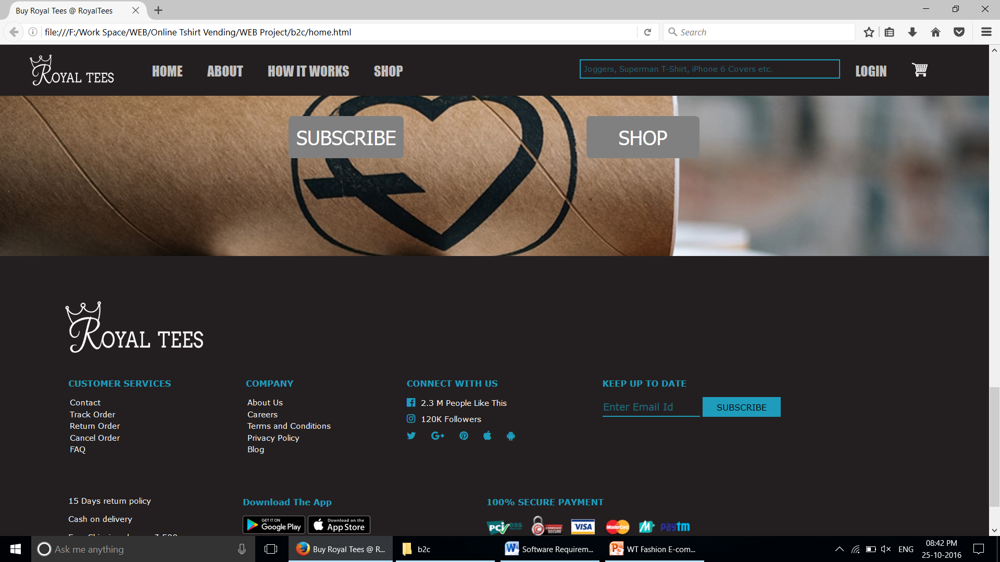 Buy Royal Tees @ RoyalTees
file:///F:/Work Space/WEB/Online Tshirt Vending/WEB Project/b2c/home.html
Search
ROYAL TEES
HOME ABOUT HOW IT WORKS SHOP
Joggers, Superman T-Shirt, iPhone 6 Covers etc.
LOGIN
SUBSCRIBE
SHOP
ROYAL TEES
CUSTOMER SERVICES
Contact
Track Order
Return Order
Cancel Order
FAQ
COMPANY
About Us
Careers
Terms and Conditions
Privacy Policy
Blog
CONNECT WITH US
2.3 M People Like This
120K Followers
G+
KEEP UP TO DATE
Enter Email Id
SUBSCRIBE
15 Days return policy
Cash on delivery
Download The App
GET IT ON
Google Play
Download on the
App Store
100% SECURE PAYMENT
PCI DSS
COMODO
SECURE
VISA
MasterCard
M
paytm
Ask me anything
Buy Royal Tees @ R...
b2c
Software Requirem...
WT Fashion E-com...
ENG
08:42 PM
25-10-2016